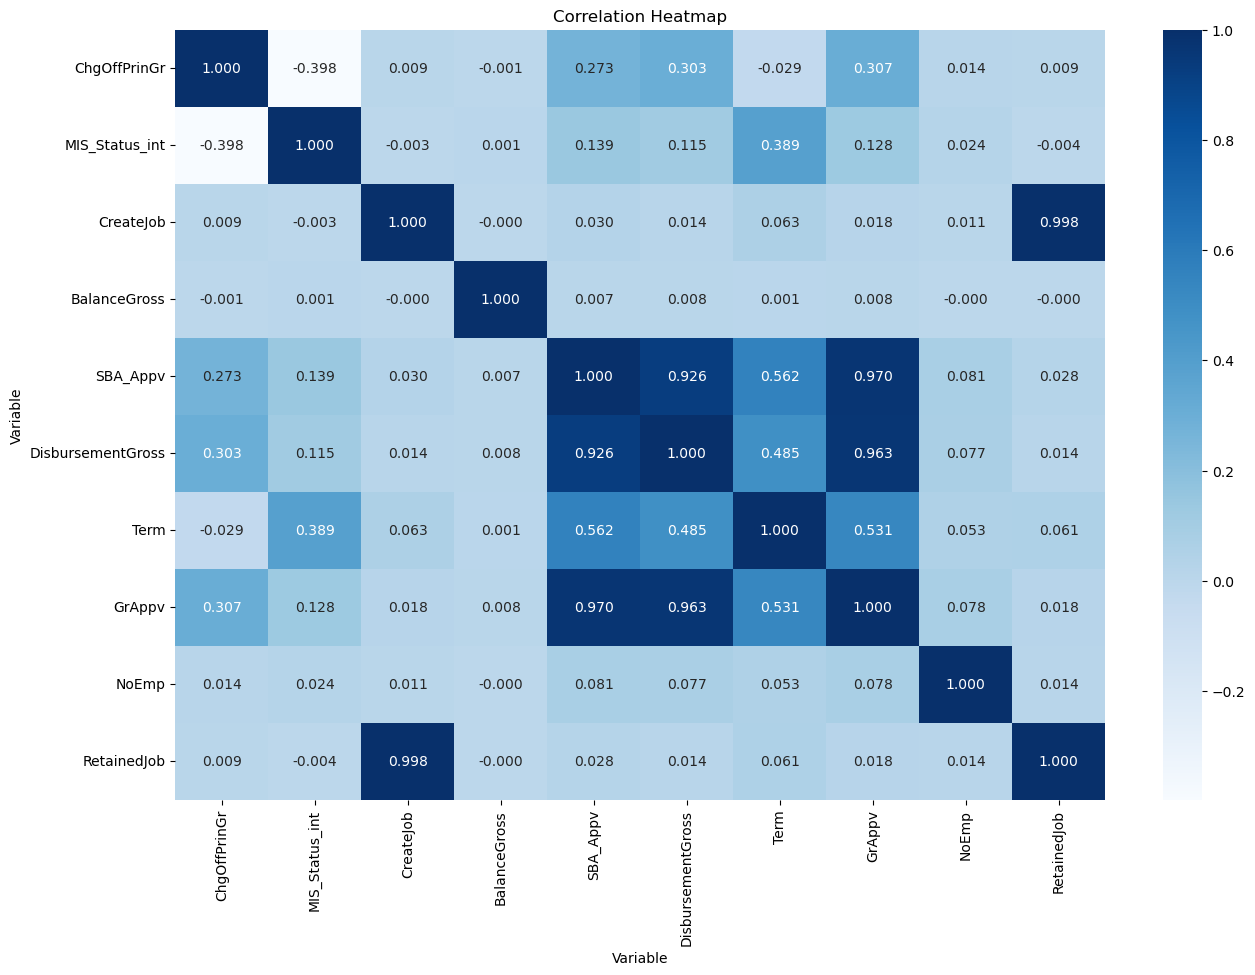 Correlation Heatmap
ChgOffPrinGr 1.000 -0.398 0.009 -0.001 0.273 0.303 -0.029 0.307 0.014 0.009
MIS_Status_int -0.398 1.000 -0.003 0.001 0.139 0.115 0.389 0.128 0.024 -0.004
CreateJob 0.009 -0.003 1.000 -0.000 0.030 0.014 0.063 0.018 0.011 0.998
BalanceGross -0.001 0.001 -0.000 1.000 0.007 0.008 0.001 0.008 -0.000 -0.000
SBA_Appv 0.273 0.139 0.030 0.007 1.000 0.926 0.562 0.970 0.081 0.028
DisbursementGross 0.303 0.115 0.014 0.008 0.926 1.000 0.485 0.963 0.077 0.014
Term -0.029 0.389 0.063 0.001 0.562 0.485 1.000 0.531 0.053 0.061
GrAppv 0.307 0.128 0.018 0.008 0.970 0.963 0.531 1.000 0.078 0.018
NoEmp 0.014 0.024 0.011 -0.000 0.081 0.077 0.053 0.078 1.000 0.014
RetainedJob 0.009 -0.004 0.998 -0.000 0.028 0.014 0.061 0.018 0.014 1.000
Variable
ChgOffPrinGr
MIS_Status_int
CreateJob
BalanceGross
SBA_Appv
DisbursementGross
Term
GrAppv
NoEmp
RetainedJob
Variable
1.0
0.8
0.6
0.4
0.2
0.0
−0.2